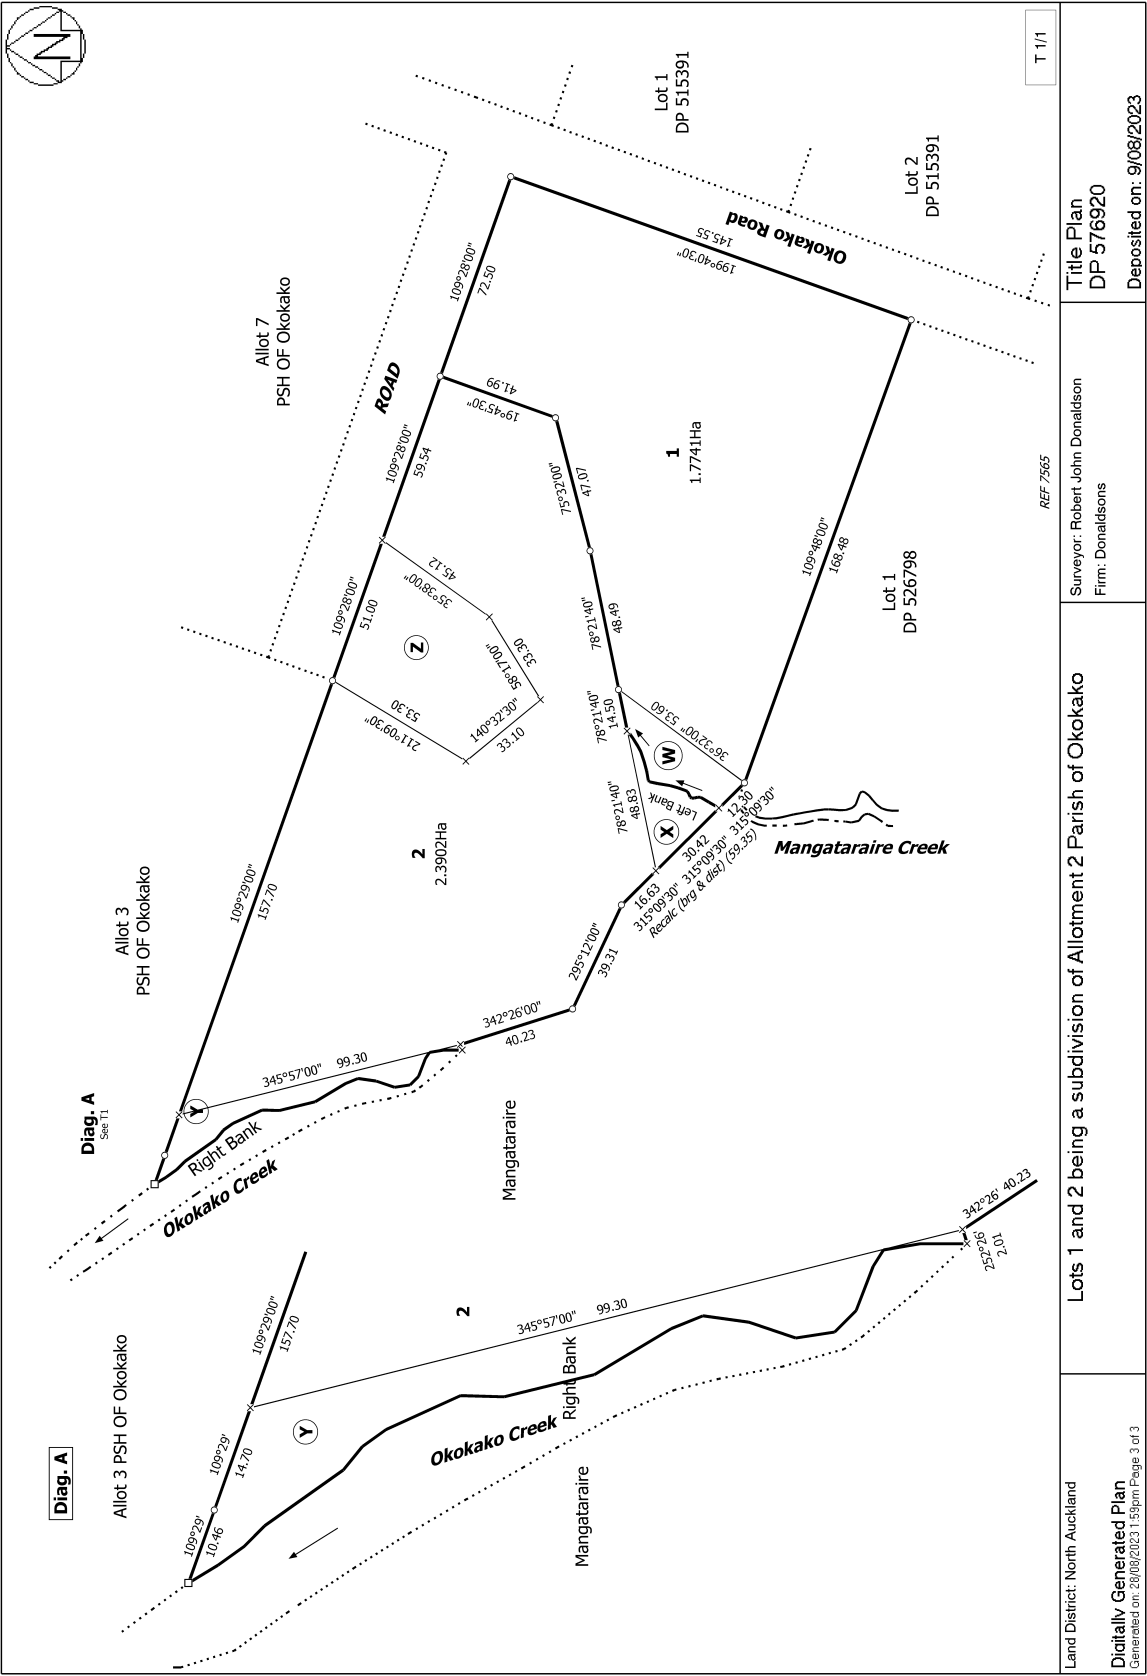 N
T 1/1
Diag. A
See T1
Allot 3
PSH OF Okokako
Allot 7
PSH OF Okokako
Lot 1
DP 515391
Lot 2
DP 515391
ROAD
Okokako Road
145.55
199°40'30"
109°28'00"
72.50
109°28'00"
59.54
109°28'00"
51.00
109°29'00"
157.70
41.99
19°45'30"
75°32'00"
47.07
78°21'40"
48.49
78°21'40"
14.50
78°21'40"
48.83
45.12
35°38'00"
33.30
58°17'00"
140°32'30"
33.10
53.30
211°09'30"
Z
1
1.7741Ha
2
2.3902Ha
53.60
36°32'00"
W
X
Left Bank
109°48'00"
168.48
Lot 1
DP 526798
12.30
315°09'30"
30.42
315°09'30"
16.63
315°09'30"
Recalc (brg & dist) (59.35)
Mangataraire Creek
295°12'00"
39.31
342°26'00"
40.23
345°57'00"
99.30
Y
Right Bank
Okokako Creek
Mangataraire
REF 7565
Diag. A
Allot 3 PSH OF Okokako
109°29'
10.46
109°29'
14.70
109°29'00"
157.70
Y
2
345°57'00"
99.30
Right Bank
Okokako Creek
Mangataraire
342°26' 40.23
252°26'
2.01
Land District: North Auckland
Digitally Generated Plan
Generated on: 28/08/2023 1:59pm Page 3 of 3
Lots 1 and 2 being a subdivision of Allotment 2 Parish of Okokako
Surveyor: Robert John Donaldson
Firm: Donaldsons
Title Plan
DP 576920
Deposited on: 9/08/2023